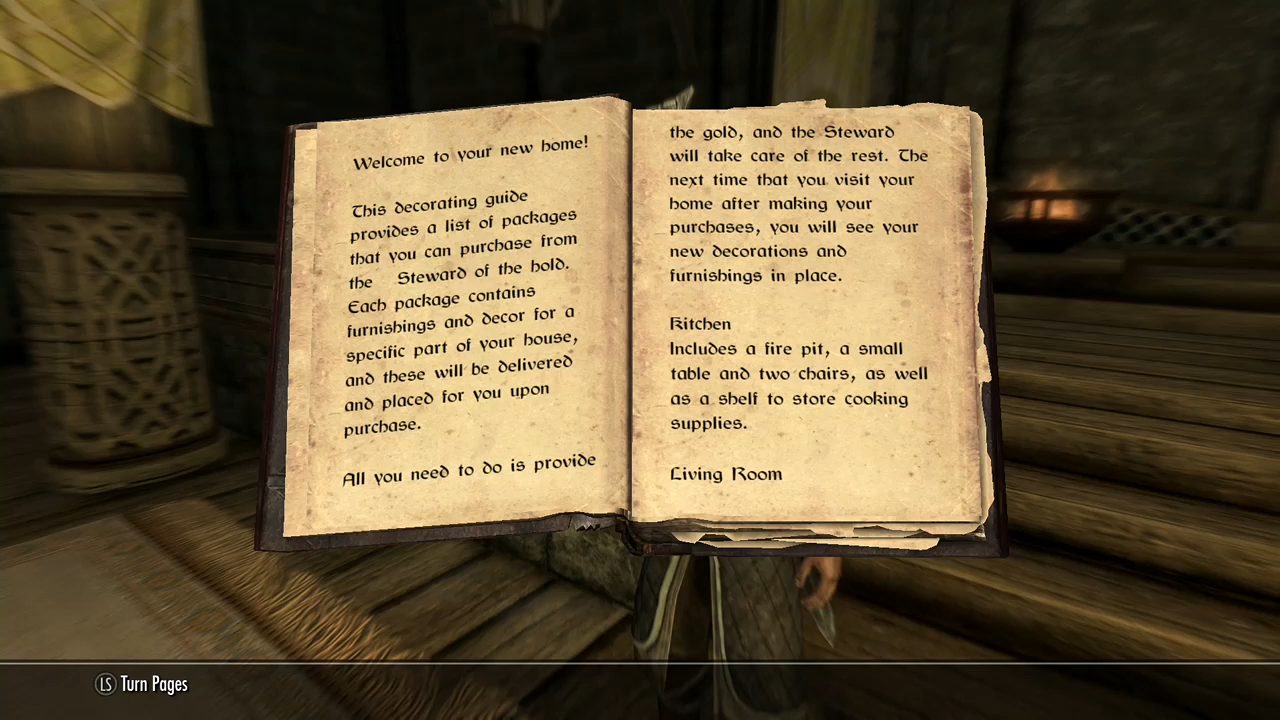 Welcome to your new home!
This decorating guide
provides a list of packages
that you can purchase from
the Steward of the hold.
Each package contains
furnishings and decor for a
specific part of your house,
and these will be delivered
and placed for you upon
purchase.
All you need to do is provide
the gold, and the Steward
will take care of the rest. The
next time that you visit your
home after making your
purchases, you will see your
new decorations and
furnishings in place.
Kitchen
Includes a fire pit, a small
table and two chairs, as well
as a shelf to store cooking
supplies.
Living Room
LS Turn Pages